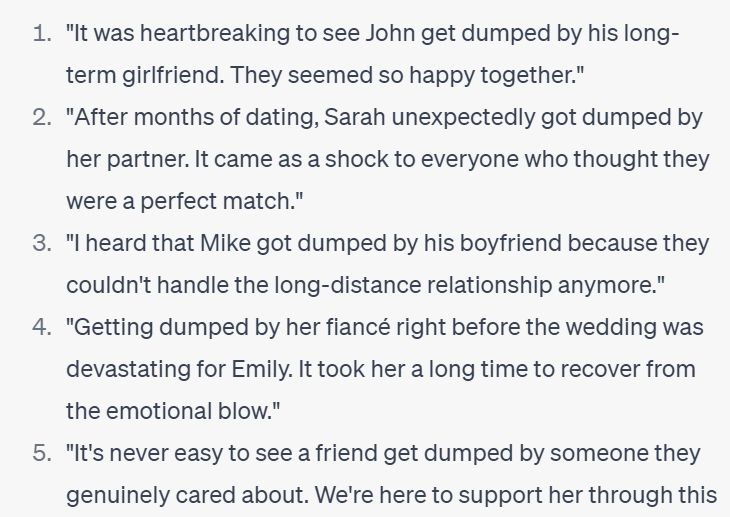 1. "It was heartbreaking to see John get dumped by his long-
term girlfriend. They seemed so happy together."
2. "After months of dating, Sarah unexpectedly got dumped by
her partner. It came as a shock to everyone who thought they
were a perfect match."
3. "I heard that Mike got dumped by his boyfriend because they
couldn't handle the long-distance relationship anymore."
4. "Getting dumped by her fiancé right before the wedding was
devastating for Emily. It took her a long time to recover from
the emotional blow."
5. "It's never easy to see a friend get dumped by someone they
genuinely cared about. We're here to support her through this